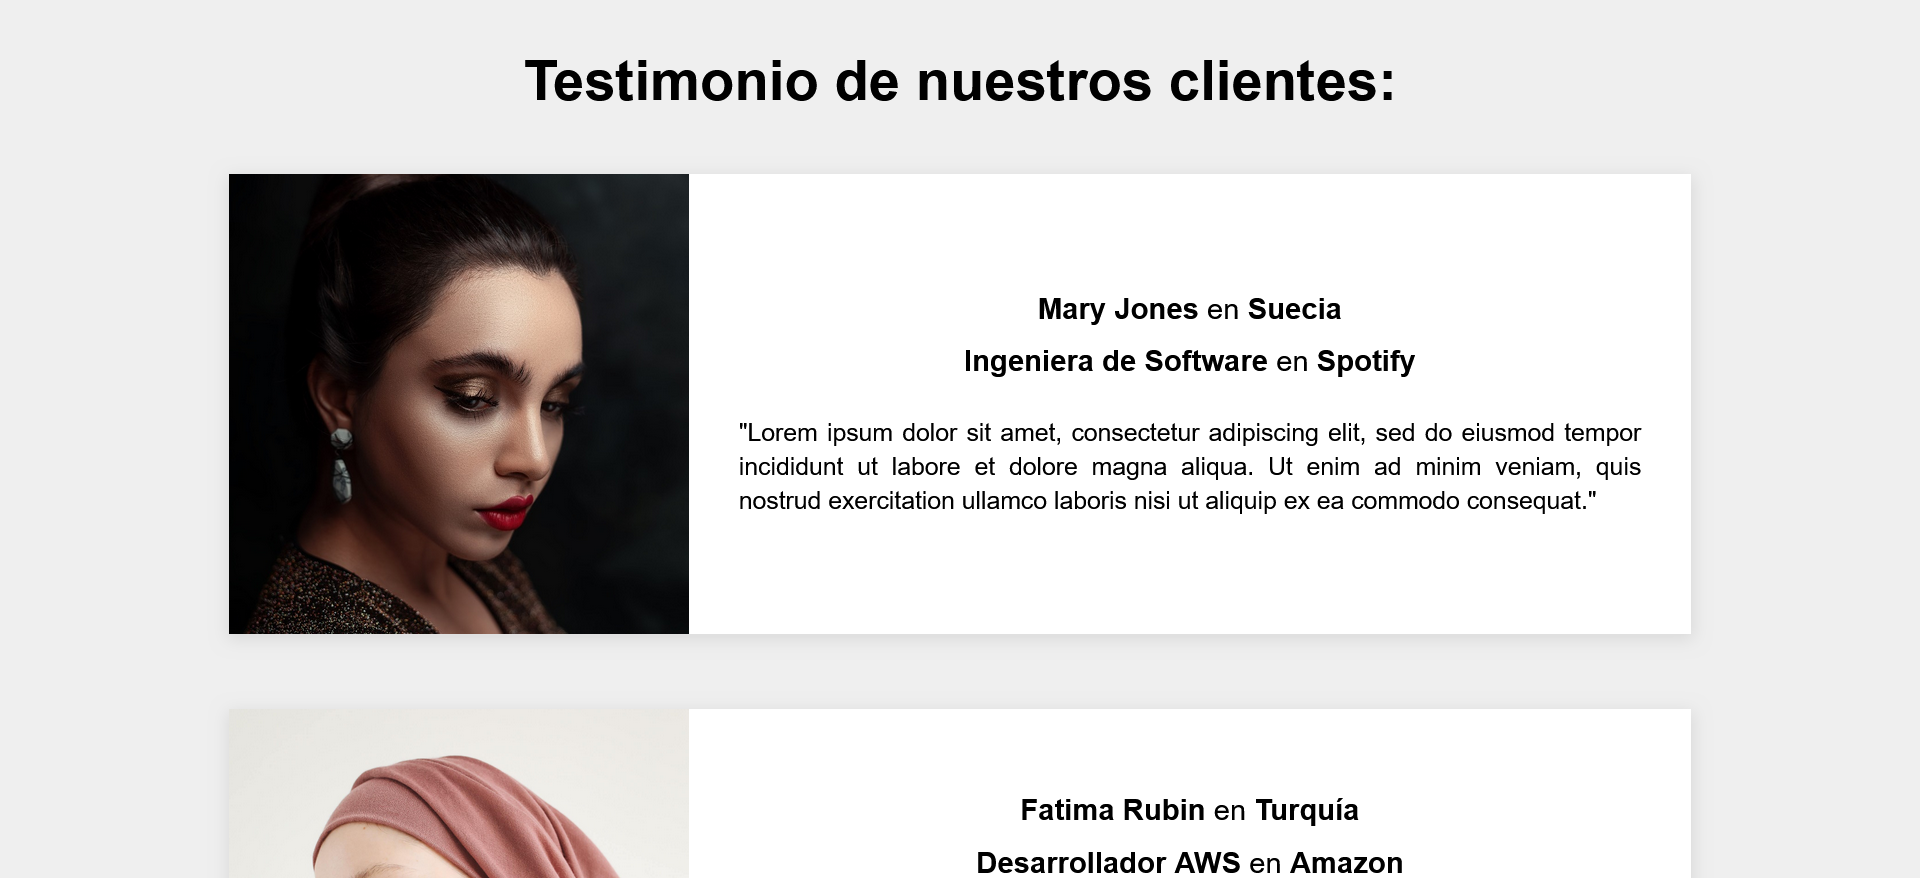 Testimonio de nuestros clientes:
Mary Jones en Suecia
Ingeniera de Software en Spotify
"Lorem ipsum dolor sit amet, consectetur adipiscing elit, sed do eiusmod tempor
incididunt ut labore et dolore magna aliqua. Ut enim ad minim veniam, quis
nostrud exercitation ullamco laboris nisi ut aliquip ex ea commodo consequat."
Fatima Rubin en Turquía
Desarrollador AWS en Amazon